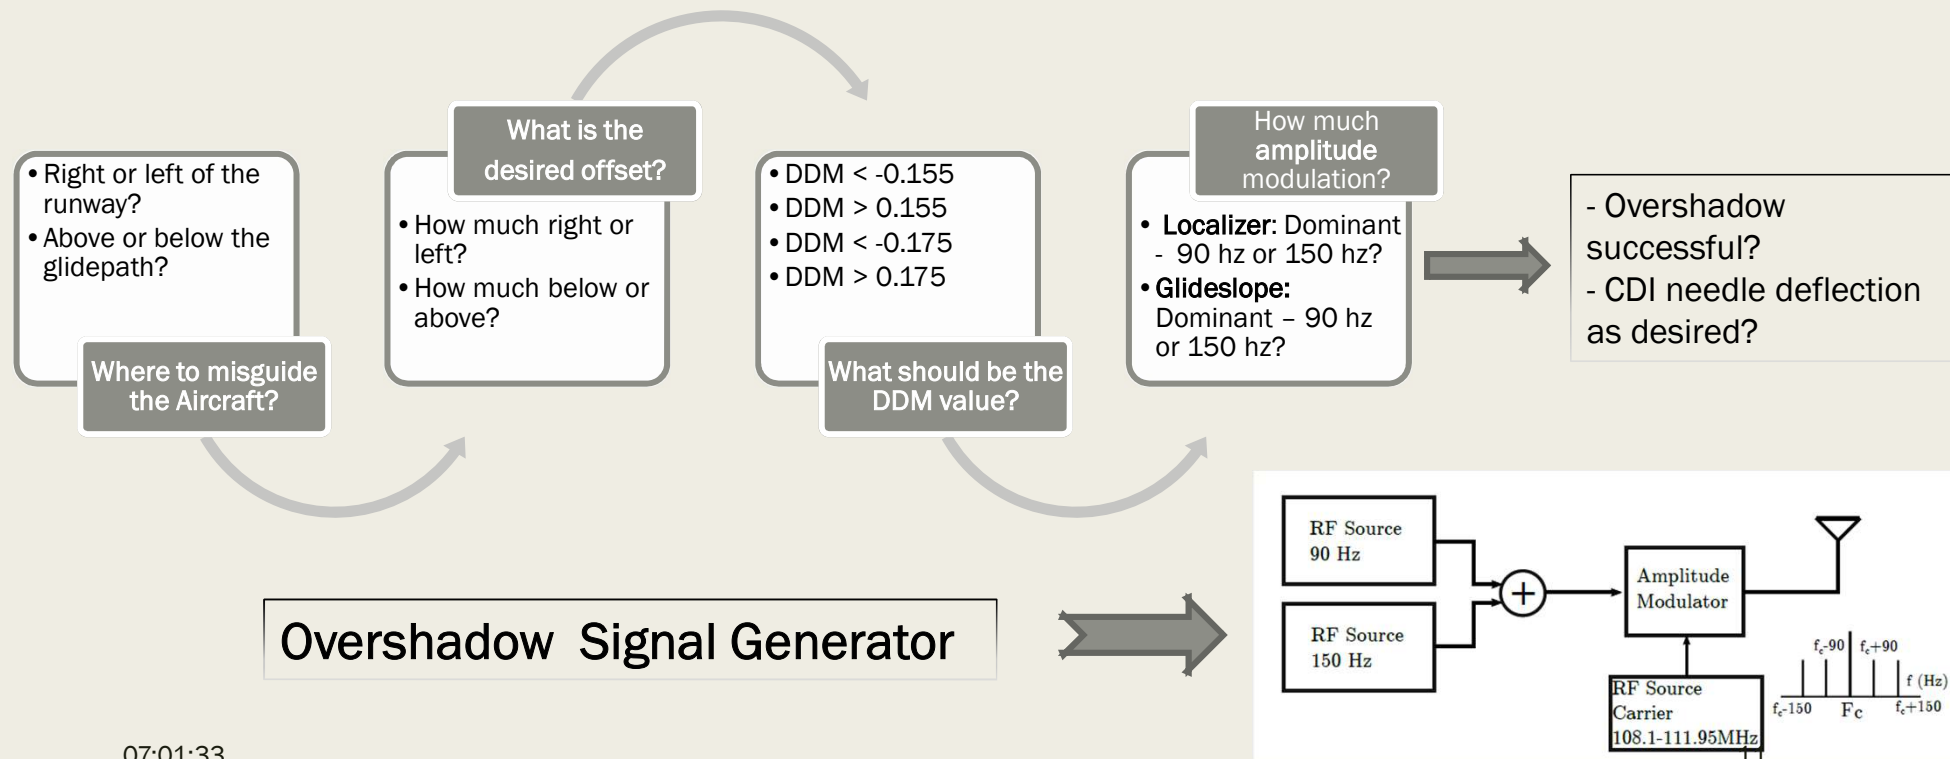 • Right or left of the
runway?
• Above or below the
glidepath?
Where to misguide
the Aircraft?
What is the
desired offset?
• How much right or
left?
• How much below or
above?
• DDM < -0.155
• DDM > 0.155
• DDM < -0.175
• DDM > 0.175
What should be the
DDM value?
How much
amplitude
modulation?
• Localizer: Dominant
- 90 hz or 150 hz?
• Glideslope:
Dominant – 90 hz
or 150 hz?
- Overshadow
successful?
- CDI needle deflection
as desired?
Overshadow Signal Generator
RF Source
90 Hz
RF Source
150 Hz
+
Amplitude
Modulator
RF Source
Carrier
108.1-111.95MHz
fc-90 fc+90
f (Hz)
fc-150 Fc fc+150
07:01:33